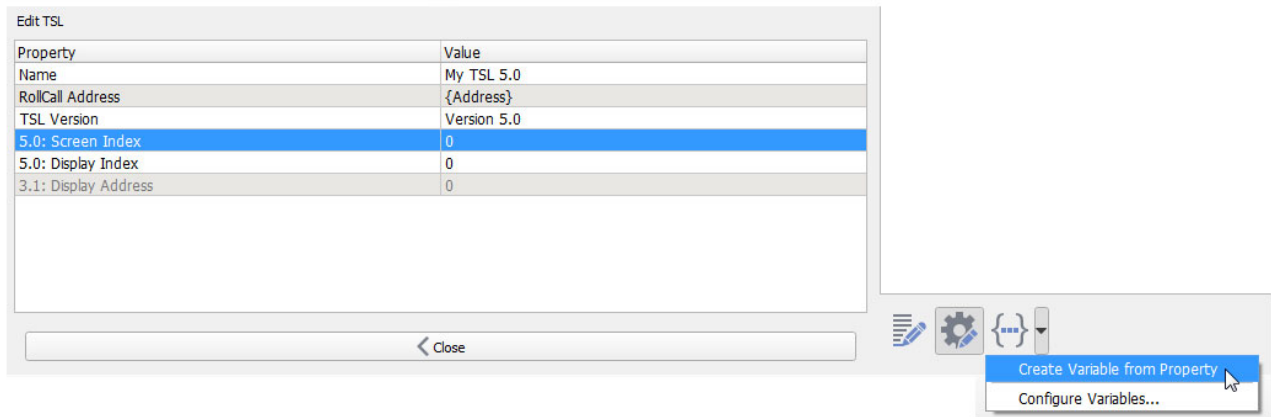 Edit TSL
Property Value
Name My TSL 5.0
RollCall Address {Address}
TSL Version Version 5.0
5.0: Screen Index 0
5.0: Display Index 0
3.1: Display Address 0
Close
Create Variable from Property
Configure Variables...